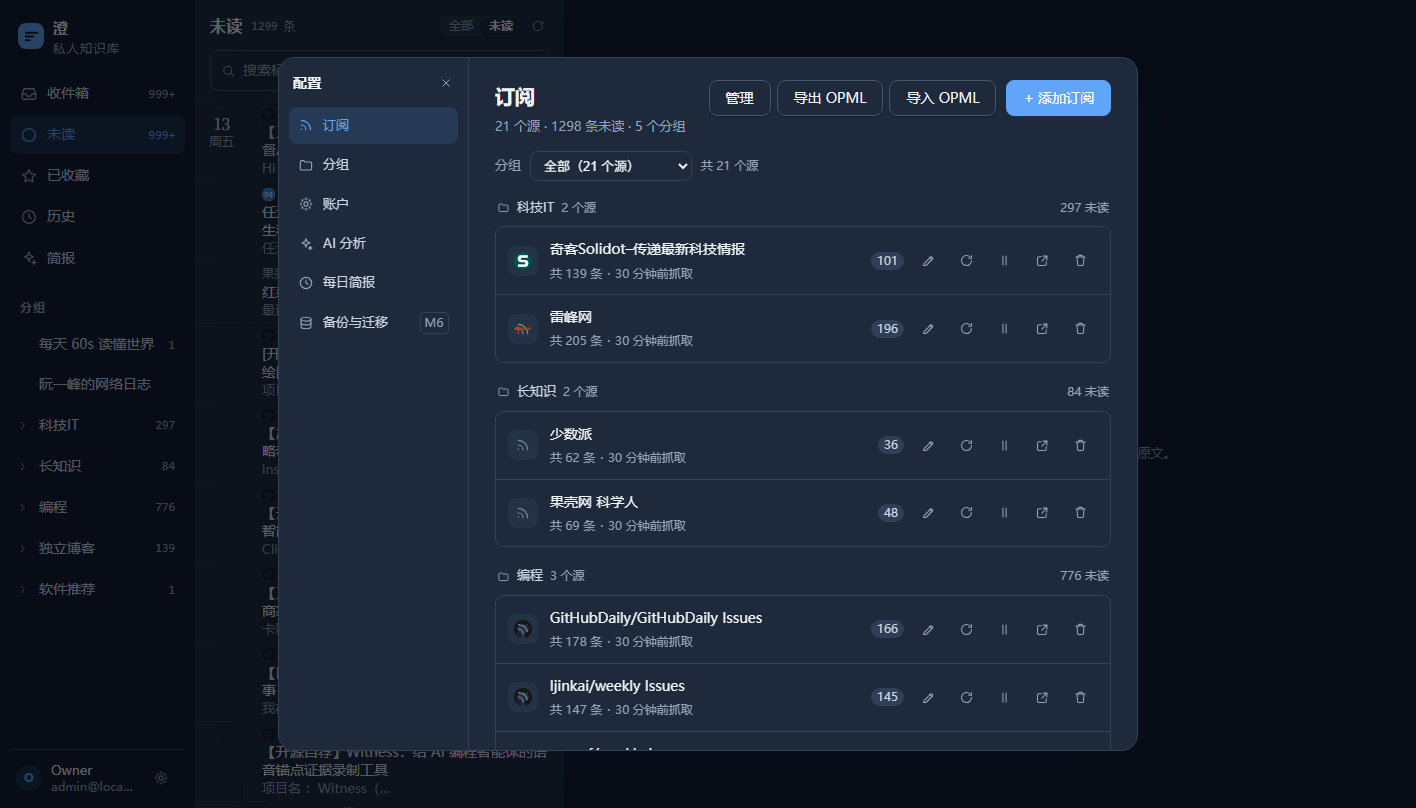 澄
私人知识库
收件箱 999+
未读 999+
已收藏
历史
简报
分组
每天 60s 读懂世界 1
阮一峰的网络日志
科技IT 297
长知识 84
编程 776
独立博客 139
软件推荐 1
Owner
admin@loca...
未读 1299 条 全部 未读
搜索
13
周五
Hi
配置
订阅
分组
账户
AI 分析
每日简报
备份与迁移 M6
订阅
管理 导出 OPML 导入 OPML + 添加订阅
21 个源 · 1298 条未读 · 5 个分组
分组 全部（21 个源） 共 21 个源
科技IT 2 个源 297 未读
奇客Solidot–传递最新科技情报
共 139 条 · 30 分钟前抓取
101
雷峰网
共 205 条 · 30 分钟前抓取
196
长知识 2 个源 84 未读
少数派
共 62 条 · 30 分钟前抓取
36
果壳网 科学人
共 69 条 · 30 分钟前抓取
48
编程 3 个源 776 未读
GitHubDaily/GitHubDaily Issues
共 178 条 · 30 分钟前抓取
166
ljinkai/weekly Issues
共 147 条 · 30 分钟前抓取
145
【开源自荐】Witness：给 AI 编程智能体的语
音锚点证据录制工具
项目名： Witness（...
原文。